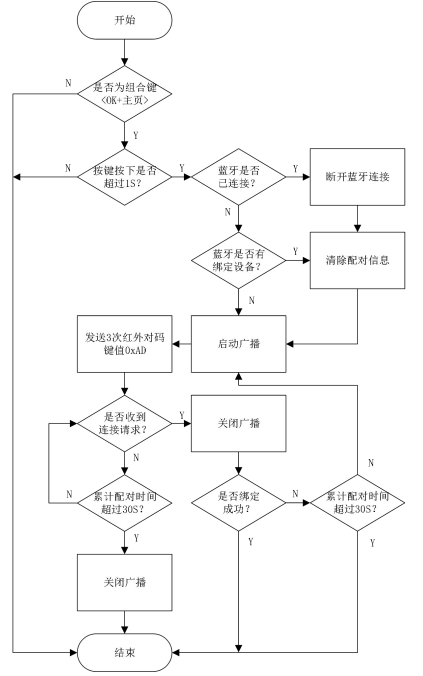 开始
是否为组合键
<OK+主页>
N
Y
按键按下是否
超过1S?
N
Y
蓝牙是否
已连接?
Y
N
断开蓝牙连接
蓝牙是否有
绑定设备?
Y
N
清除配对信息
发送3次红外对码
键值0xAD
启动广播
是否收到
连接请求?
Y
N
关闭广播
累计配对时间
超过30S?
N
Y
是否绑定
成功?
N
Y
累计配对时间
超过30S?
N
Y
关闭广播
结束